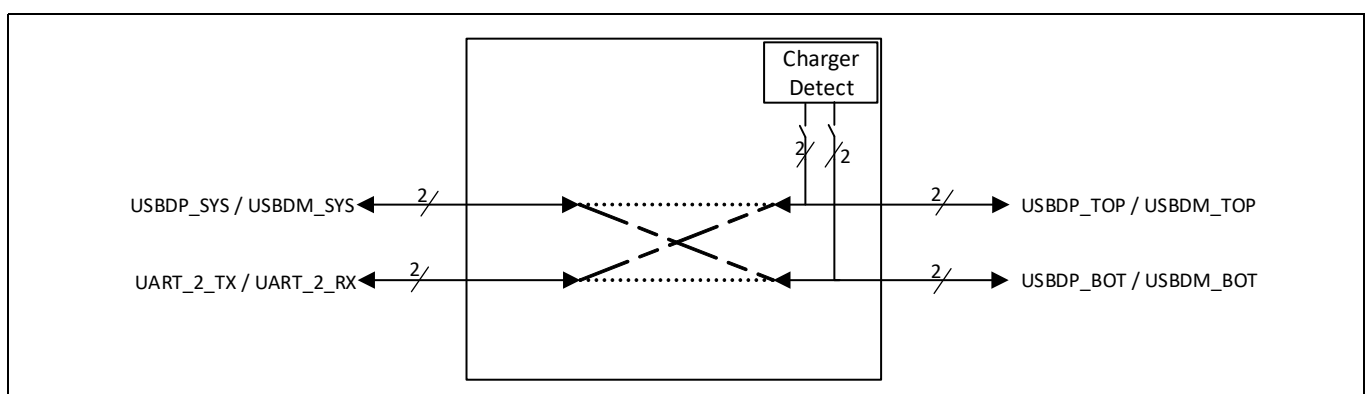 Charger
Detect
2 2
USBDP_SYS / USBDM_SYS 2 2 USBDP_TOP / USBDM_TOP
UART_2_TX / UART_2_RX 2 2 USBDP_BOT / USBDM_BOT